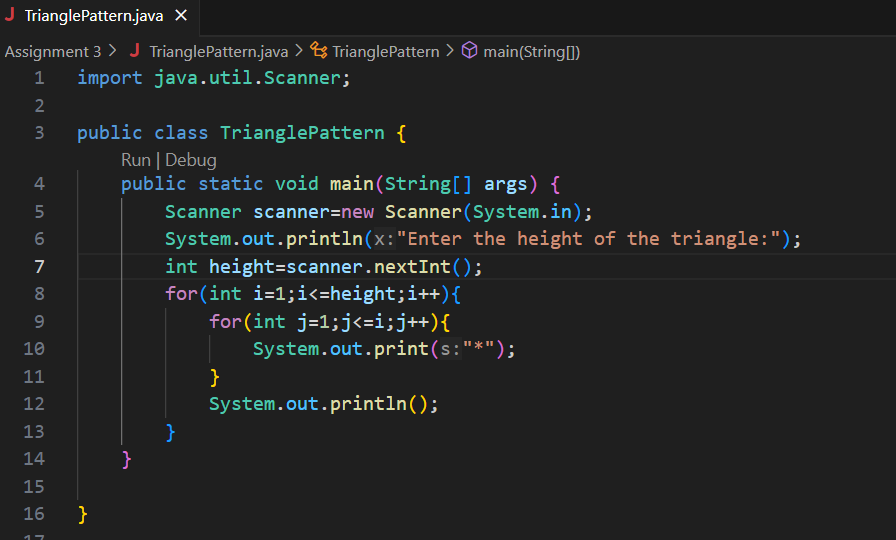 J TrianglePattern.java ×
Assignment 3 > J TrianglePattern.java > TrianglePattern > main(String[])
1 import java.util.Scanner;
2
3 public class TrianglePattern {
Run | Debug
4 public static void main(String[] args) {
5 Scanner scanner=new Scanner(System.in);
6 System.out.println(x:"Enter the height of the triangle:");
7 int height=scanner.nextInt();
8 for(int i=1;i<=height;i++){
9 for(int j=1;j<=i;j++){
10 System.out.print(s:"*");
11 }
12 System.out.println();
13 }
14 }
15
16 }
17